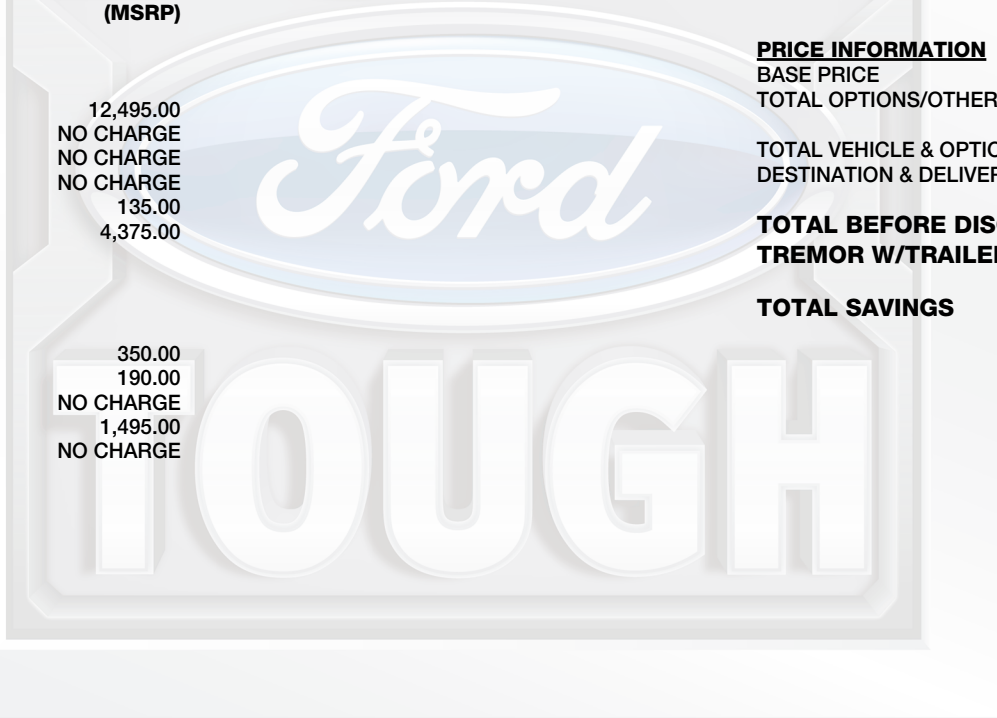 (MSRP)
12,495.00
NO CHARGE
NO CHARGE
NO CHARGE
135.00
4,375.00
350.00
190.00
NO CHARGE
1,495.00
NO CHARGE
PRICE INFORMATION
BASE PRICE
TOTAL OPTIONS/OTHER
TOTAL VEHICLE & OPTIO
DESTINATION & DELIVER
TOTAL BEFORE DIS
TREMOR W/TRAILE
TOTAL SAVINGS
Ford
TOUGH